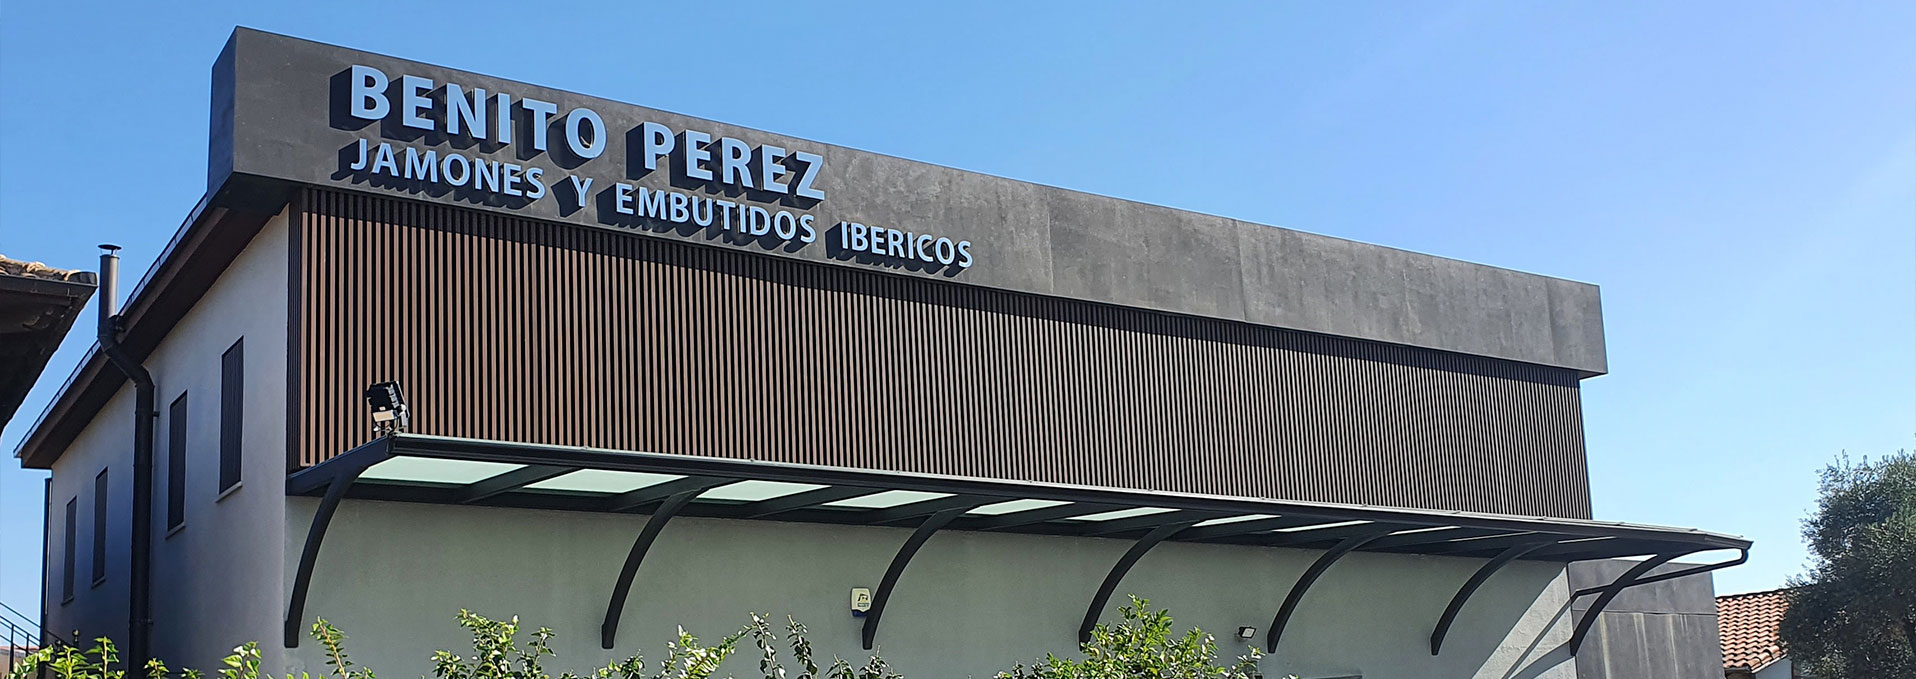 BENITO PEREZ
JAMONES Y EMBUTIDOS IBERICOS